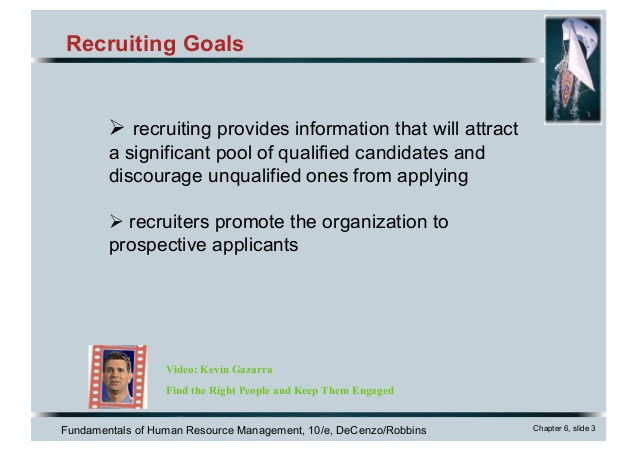 Recruiting Goals
➢ recruiting provides information that will attract
a significant pool of qualified candidates and
discourage unqualified ones from applying
➢ recruiters promote the organization to
prospective applicants
Video: Kevin Gazarra
Find the Right People and Keep Them Engaged
Fundamentals of Human Resource Management, 10/e, DeCenzo/Robbins
Chapter 6, slide 3